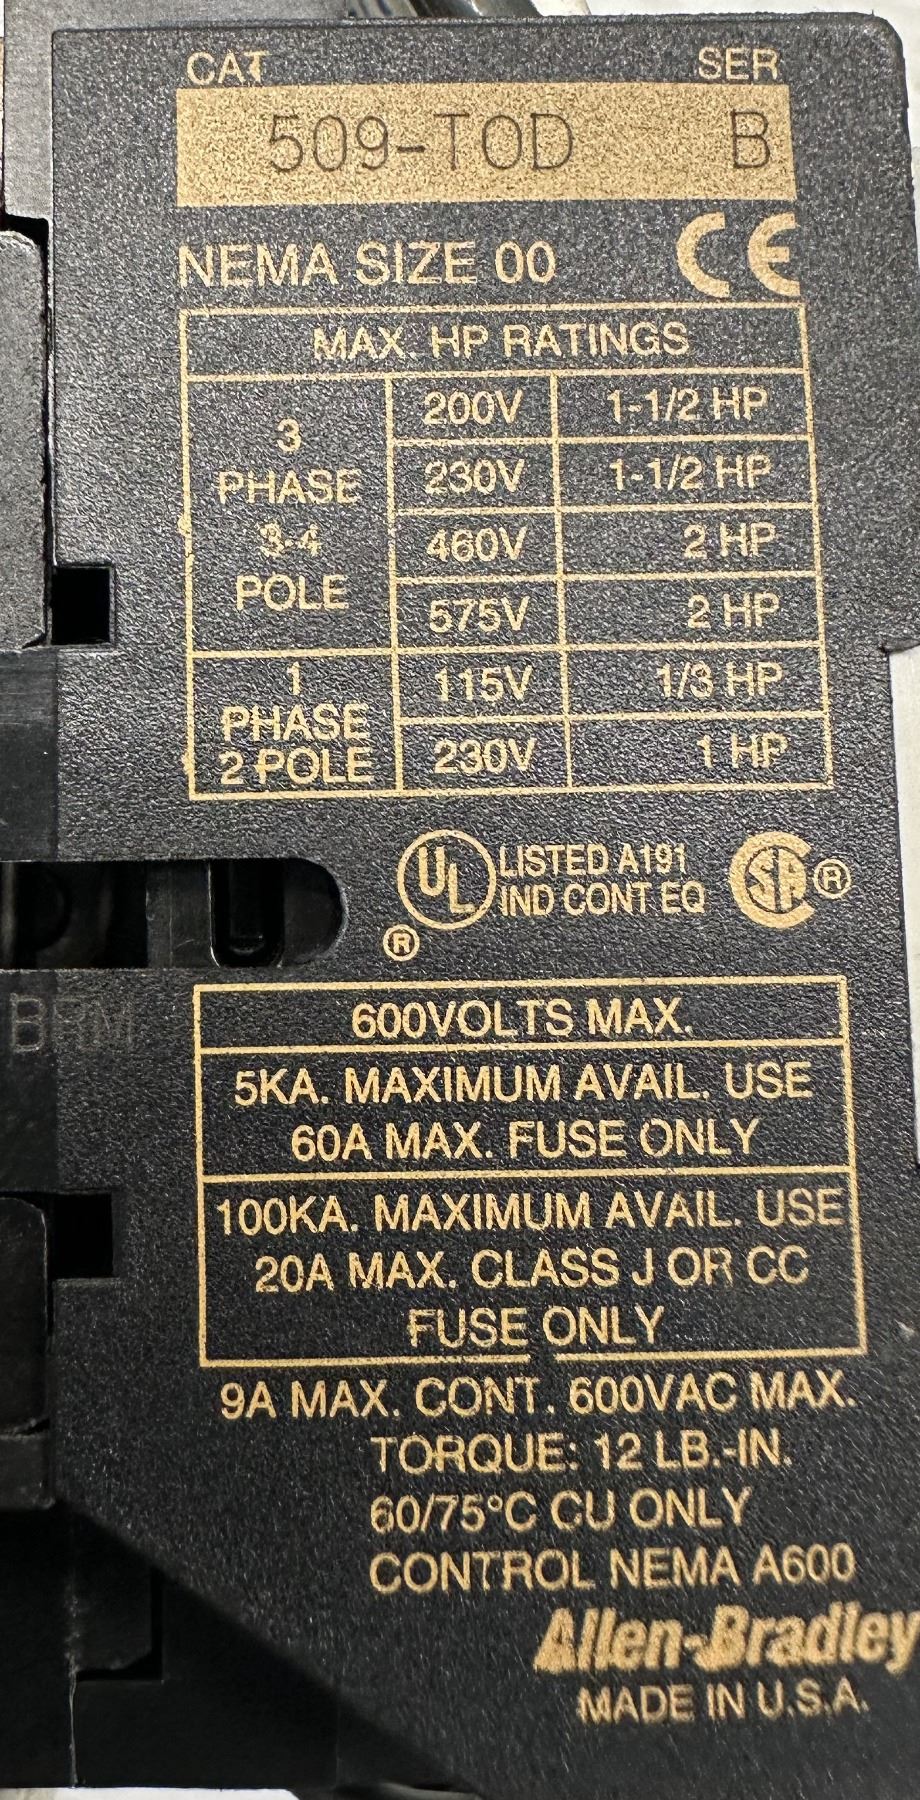 CAT SER
509-TOD B
NEMA SIZE 00 CE
MAX. HP RATINGS
3 PHASE 3-4 POLE
200V 1-1/2 HP
230V 1-1/2 HP
460V 2 HP
575V 2 HP
1 PHASE 2 POLE
115V 1/3 HP
230V 1 HP
UL LISTED A191
IND CONT EQ
® SA ®
BRM
600VOLTS MAX.
5KA. MAXIMUM AVAIL. USE
60A MAX. FUSE ONLY
100KA. MAXIMUM AVAIL. USE
20A MAX. CLASS J OR CC
FUSE ONLY
9A MAX. CONT. 600VAC MAX.
TORQUE: 12 LB.-IN.
60/75°C CU ONLY
CONTROL NEMA A600
Allen-Bradley
MADE IN U.S.A.